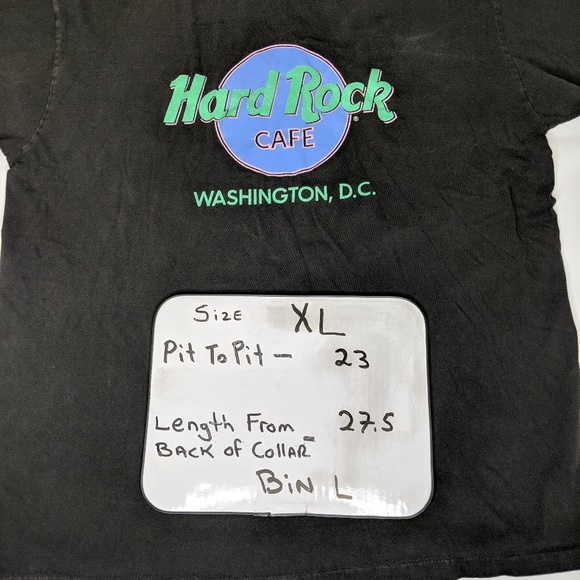 Hard Rock®
CAFE
WASHINGTON, D.C.
SizE XL
Pit To Pit - 23
Length From
BACK of CollAR - 27.5
BiN L